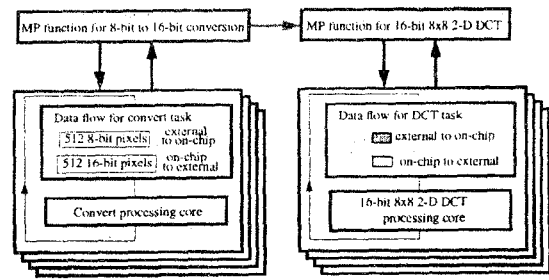 MP function for 8-bit to 16-bit conversion
MP function for 16-bit 8x8 2-D DCT
Data flow for convert task
512 8-bit pixels
external
to on-chip
512 16-bit pixels
on-chip
to external
Convert processing core
Data flow for DCT task
external to on-chip
on-chip to external
16-bit 8x8 2-D DCT
processing core